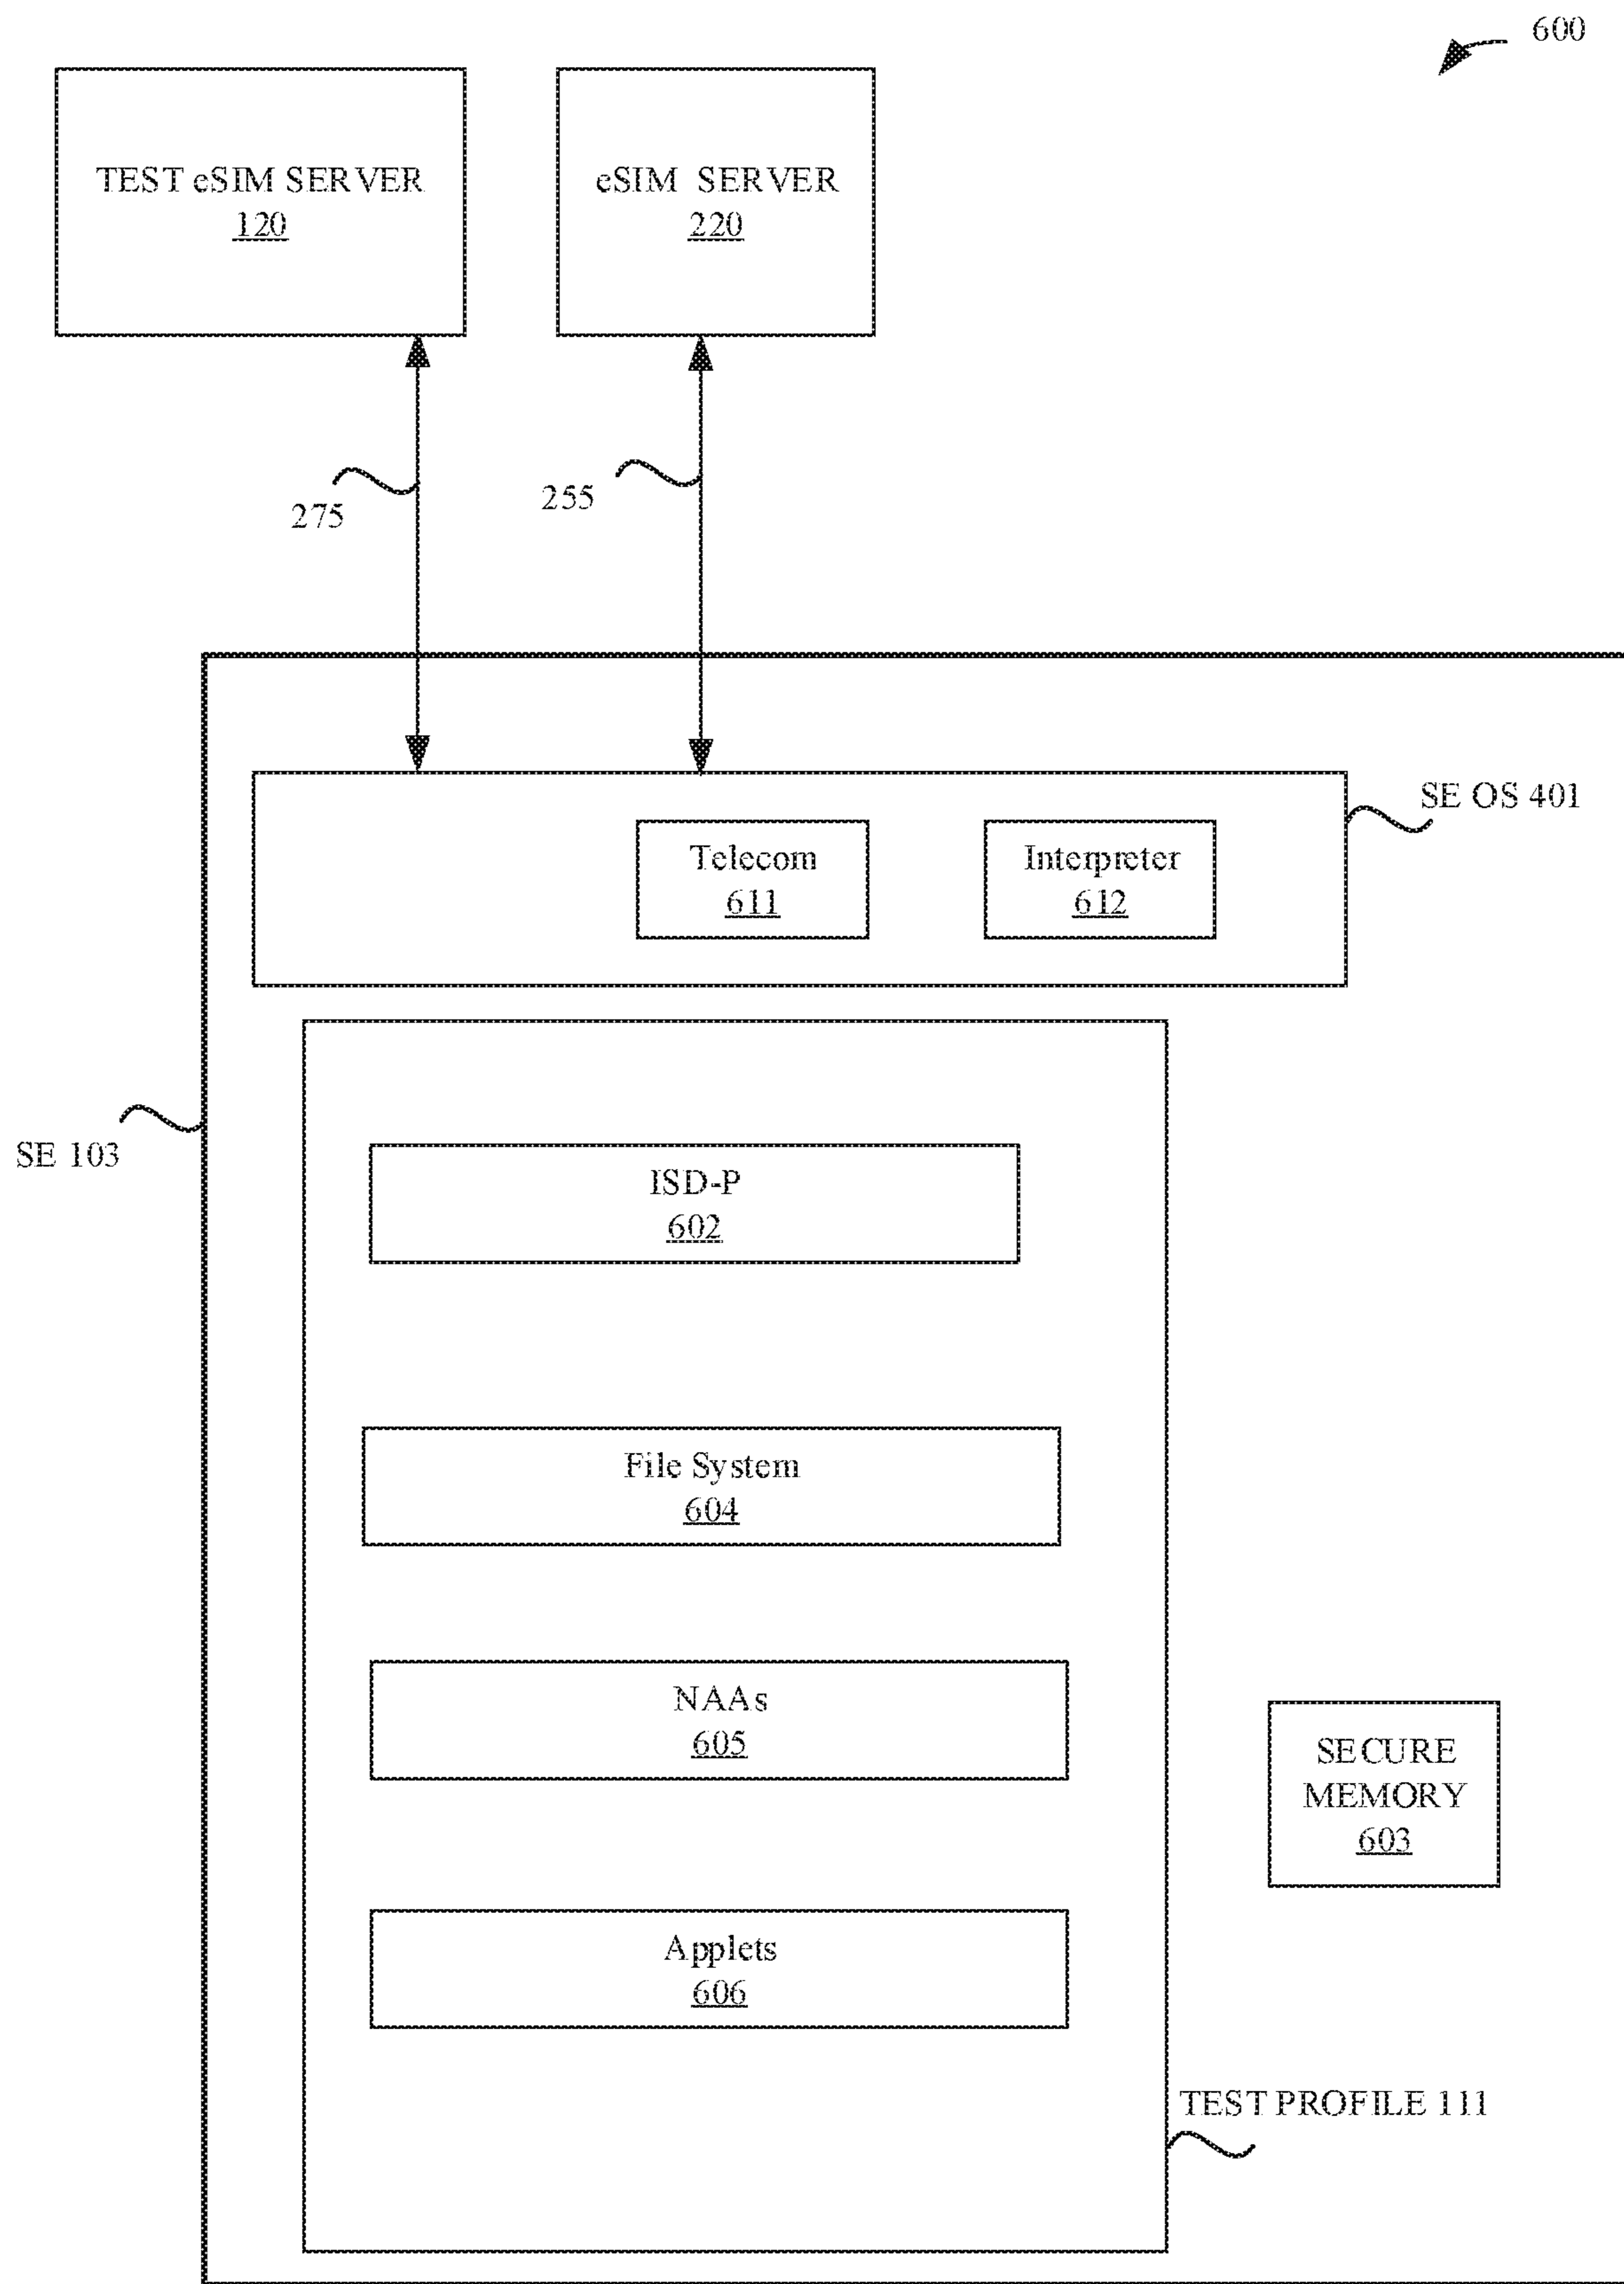 600
TEST eSIM SERVER
120
eSIM SERVER
220
275
255
SE OS 401
Telecom
611
Interpreter
612
SE 103
ISD-P
602
File System
604
NAAs
605
SECURE
MEMORY
603
Applets
606
TEST PROFILE 111